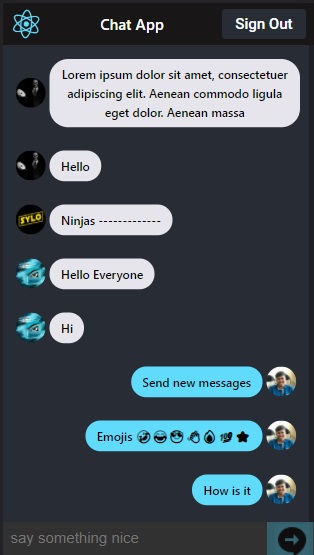 Chat App
Sign Out
Lorem ipsum dolor sit amet, consectetuer
adipiscing elit. Aenean commodo ligula
eget dolor. Aenean massa
Hello
SYLO
Ninjas -------------
Hello Everyone
Hi
Send new messages
Emojis 🤣😂😳👏💧💯⭐
How is it
say something nice